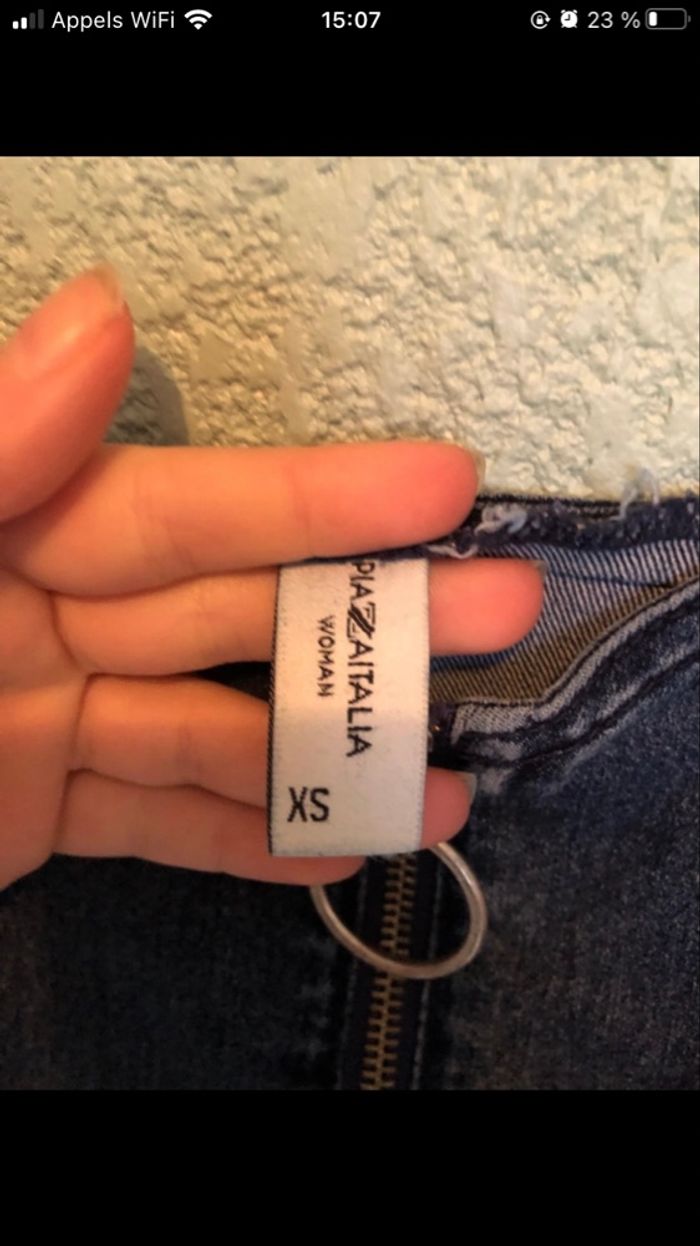 Appels WiFi 15:07 23 %
PIAZZAITALIA
WOMAN
XS